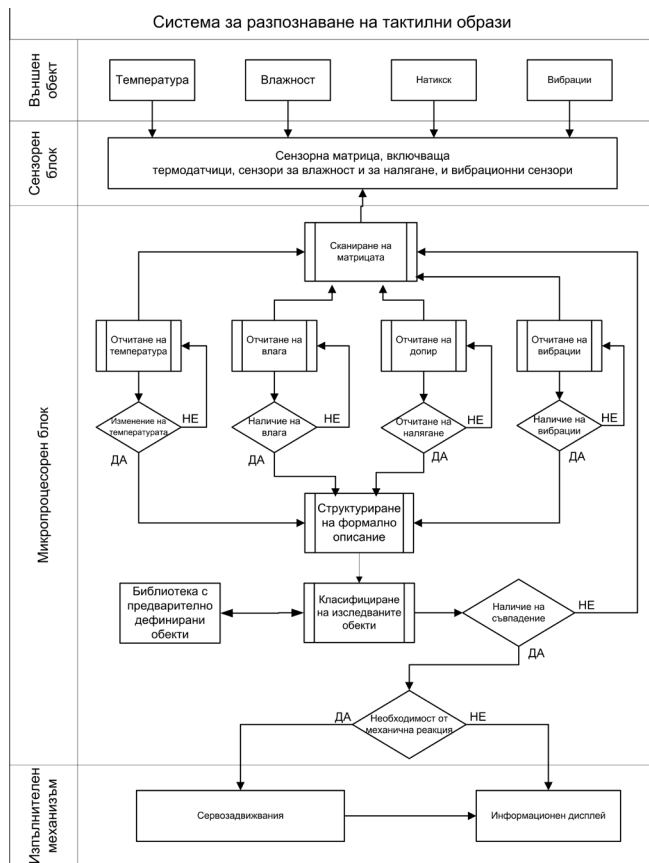 Система за разпознаване на тактилни образи
Външен
обект
Температура
Влажност
Натикск
Вибрации
Сензорен
блок
Сензорна матрица, включваща
термодатчици, сензори за влажност и за налягане, и вибрационни сензори
Микропроцесорен блок
Сканиране на
матрицата
Отчитане на
температура
Отчитане на
влага
Отчитане на
допир
Отчитане на
вибрации
Изменение на
температурата
НЕ
ДА
Наличие на
влага
НЕ
ДА
Отчитане на
налягане
НЕ
ДА
Наличие на
вибрации
НЕ
ДА
Структуриране
на формално
описание
Библиотека с
предварително
дефинирани
обекти
Класифициране
на изследваните
обекти
Наличие на
съвпадение
НЕ
ДА
Необходимост от
механична реакция
ДА
НЕ
Изпълнителен
механизъм
Сервозадвижвания
Информационен дисплей